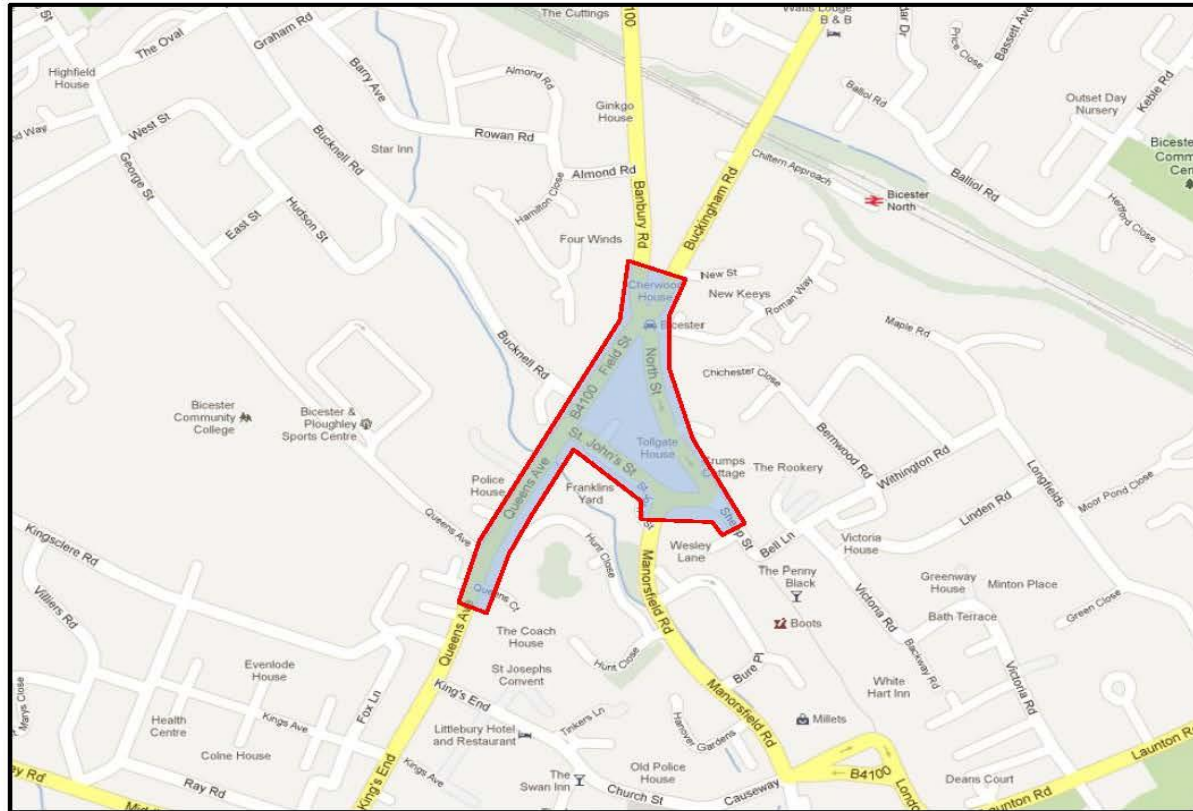 The Cuttings
B4100
Watts Lodge
B & B
Price Close
Bassett Ave
The Oval
Graham Rd
Highfield
House
Barry Ave
Almond Rd
Ginkgo
House
Balliol Rd
Outset Day
Nursery
Keble Rd
West St
Rowan Rd
Star Inn
Bucknell Rd
George St
Almond Rd
Hamilton Close
Banbury Rd
Buckingham Rd
Chiltern Approach
Bicester
North
Balliol Rd
Hertford Close
East St
Hudson St
Four Winds
New St
Cherwood
House
New Keeys
Roman Way
Bicester
Maple Rd
Bucknell Rd
B4100
Field St
North St
Chichester Close
Bicester
Community
College
Bicester &
Ploughley
Sports Centre
St. John's St
Tollgate
House
Bernwood Rd
Withington Rd
Longfields
Krumps
Cottage
The Rookery
Police
House
Queens Ave
Franklins
Yard
Moor Pond Close
Linden Rd
Queens Ave
Sheep St
Kingsclere Rd
Hunt Close
Wesley
Lane
Bell Ln
Victoria
House
The Penny
Black
Greenway
House
Minton Place
Villiers Rd
Queens Cr
Manorsfield Rd
Boots
Victoria Rd
Bath Terrace
Green Close
Queens Ave
The Coach
House
Backway Rd
Hunt Close
Bure Pl
St Josephs
Convent
Evenlode
House
White
Hart Inn
Victoria Rd
Marys Close
Fox Ln
King's End
Manorsfield Rd
Tinkers Ln
Hanover Gardens
Health
Centre
Kings Ave
Littlebury Hotel
and Restaurant
Millets
Colne House
Kings Ave
Old Police
House
Launton Rd
B4100
Ray Rd
King's End
The
Swan Inn
Church St
Causeway
Deans Court